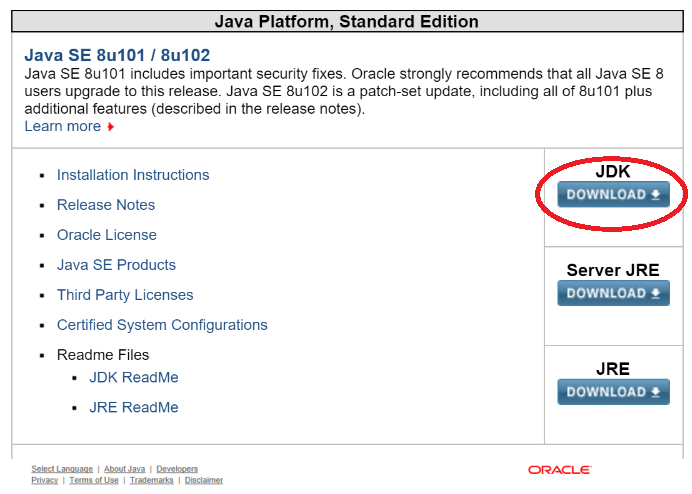 Java Platform, Standard Edition
Java SE 8u101 / 8u102
Java SE 8u101 includes important security fixes. Oracle strongly recommends that all Java SE 8
users upgrade to this release. Java SE 8u102 is a patch-set update, including all of 8u101 plus
additional features (described in the release notes).
Learn more
Installation Instructions
Release Notes
Oracle License
Java SE Products
Third Party Licenses
Certified System Configurations
Readme Files
JDK ReadMe
JRE ReadMe
JDK
DOWNLOAD
Server JRE
DOWNLOAD
JRE
DOWNLOAD
Select Language | About Java | Developers
Privacy | Terms of Use | Trademarks | Disclaimer
ORACLE